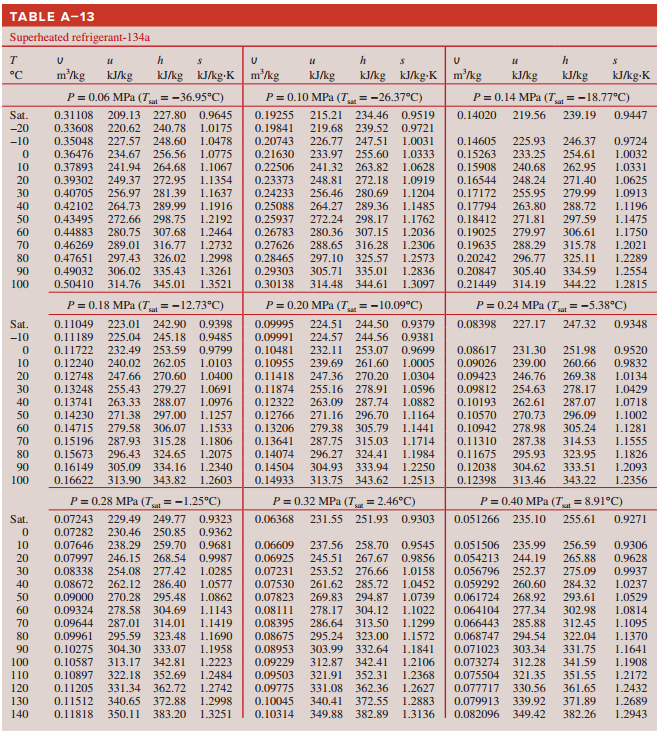 TABLE A–13
Superheated refrigerant-134a
T υ u h s υ u h s υ u h s
°C m³/kg kJ/kg kJ/kg kJ/kg·K m³/kg kJ/kg kJ/kg kJ/kg·K m³/kg kJ/kg kJ/kg kJ/kg·K
P = 0.06 MPa (Tsat = −36.95°C) P = 0.10 MPa (Tsat = −26.37°C) P = 0.14 MPa (Tsat = −18.77°C)
Sat. 0.31108 209.13 227.80 0.9645 0.19255 215.21 234.46 0.9519 0.14020 219.56 239.19 0.9447
−20 0.33608 220.62 240.78 1.0175 0.19841 219.68 239.52 0.9721
−10 0.35048 227.57 248.60 1.0478 0.20743 226.77 247.51 1.0031 0.14605 225.93 246.37 0.9724
0 0.36476 234.67 256.56 1.0775 0.21630 233.97 255.60 1.0333 0.15263 233.25 254.61 1.0032
10 0.37893 241.94 264.68 1.1067 0.22506 241.32 263.82 1.0628 0.15908 240.68 262.95 1.0331
20 0.39302 249.37 272.95 1.1354 0.23373 248.81 272.18 1.0919 0.16544 248.24 271.40 1.0625
30 0.40705 256.97 281.39 1.1637 0.24233 256.46 280.69 1.1204 0.17172 255.95 279.99 1.0913
40 0.42102 264.73 289.99 1.1916 0.25088 264.27 289.36 1.1485 0.17794 263.80 288.72 1.1196
50 0.43495 272.66 298.75 1.2192 0.25937 272.24 298.17 1.1762 0.18412 271.81 297.59 1.1475
60 0.44883 280.75 307.68 1.2464 0.26783 280.36 307.15 1.2036 0.19025 279.97 306.61 1.1750
70 0.46269 289.01 316.77 1.2732 0.27626 288.65 316.28 1.2306 0.19635 288.29 315.78 1.2021
80 0.47651 297.43 326.02 1.2998 0.28465 297.10 325.57 1.2573 0.20242 296.77 325.11 1.2289
90 0.49032 306.02 335.43 1.3261 0.29303 305.71 335.01 1.2836 0.20847 305.40 334.59 1.2554
100 0.50410 314.76 345.01 1.3521 0.30138 314.48 344.61 1.3097 0.21449 314.19 344.22 1.2815
P = 0.18 MPa (Tsat = −12.73°C) P = 0.20 MPa (Tsat = −10.09°C) P = 0.24 MPa (Tsat = −5.38°C)
Sat. 0.11049 223.01 242.90 0.9398 0.09995 224.51 244.50 0.9379 0.08398 227.17 247.32 0.9348
−10 0.11189 225.04 245.18 0.9485 0.09991 224.57 244.56 0.9381
0 0.11722 232.49 253.59 0.9799 0.10481 232.11 253.07 0.9699 0.08617 231.30 251.98 0.9520
10 0.12240 240.02 262.05 1.0103 0.10955 239.69 261.60 1.0005 0.09026 239.00 260.66 0.9832
20 0.12748 247.66 270.60 1.0400 0.11418 247.36 270.20 1.0304 0.09423 246.76 269.38 1.0134
30 0.13248 255.43 279.27 1.0691 0.11874 255.16 278.91 1.0596 0.09812 254.63 278.17 1.0429
40 0.13741 263.33 288.07 1.0976 0.12322 263.09 287.74 1.0882 0.10193 262.61 287.07 1.0718
50 0.14230 271.38 297.00 1.1257 0.12766 271.16 296.70 1.1164 0.10570 270.73 296.09 1.1002
60 0.14715 279.58 306.07 1.1533 0.13206 279.38 305.79 1.1441 0.10942 278.98 305.24 1.1281
70 0.15196 287.93 315.28 1.1806 0.13641 287.75 315.03 1.1714 0.11310 287.38 314.53 1.1555
80 0.15673 296.43 324.65 1.2075 0.14074 296.27 324.41 1.1984 0.11675 295.93 323.95 1.1826
90 0.16149 305.09 334.16 1.2340 0.14504 304.93 333.94 1.2250 0.12038 304.62 333.51 1.2093
100 0.16622 313.90 343.82 1.2603 0.14933 313.75 343.62 1.2513 0.12398 313.46 343.22 1.2356
P = 0.28 MPa (Tsat = −1.25°C) P = 0.32 MPa (Tsat = 2.46°C) P = 0.40 MPa (Tsat = 8.91°C)
Sat. 0.07243 229.49 249.77 0.9323 0.06368 231.55 251.93 0.9303 0.051266 235.10 255.61 0.9271
0 0.07282 230.46 250.85 0.9362
10 0.07646 238.29 259.70 0.9681 0.06609 237.56 258.70 0.9545 0.051506 235.99 256.59 0.9306
20 0.07997 246.15 268.54 0.9987 0.06925 245.51 267.67 0.9856 0.054213 244.19 265.88 0.9628
30 0.08338 254.08 277.42 1.0285 0.07231 253.52 276.66 1.0158 0.056796 252.37 275.09 0.9937
40 0.08672 262.12 286.40 1.0577 0.07530 261.62 285.72 1.0452 0.059292 260.60 284.32 1.0237
50 0.09000 270.28 295.48 1.0862 0.07823 269.83 294.87 1.0739 0.061724 268.92 293.61 1.0529
60 0.09324 278.58 304.69 1.1143 0.08111 278.17 304.12 1.1022 0.064104 277.34 302.98 1.0814
70 0.09644 287.01 314.01 1.1419 0.08395 286.64 313.50 1.1299 0.066443 285.88 312.45 1.1095
80 0.09961 295.59 323.48 1.1690 0.08675 295.24 323.00 1.1572 0.068747 294.54 322.04 1.1370
90 0.10275 304.30 333.07 1.1958 0.08953 303.99 332.64 1.1841 0.071023 303.34 331.75 1.1641
100 0.10587 313.17 342.81 1.2223 0.09229 312.87 342.41 1.2106 0.073274 312.28 341.59 1.1908
110 0.10897 322.18 352.69 1.2484 0.09503 321.91 352.31 1.2368 0.075504 321.35 351.55 1.2172
120 0.11205 331.34 362.72 1.2742 0.09775 331.08 362.36 1.2627 0.077717 330.56 361.65 1.2432
130 0.11512 340.65 372.88 1.2998 0.10045 340.41 372.55 1.2883 0.079913 339.92 371.89 1.2689
140 0.11818 350.11 383.20 1.3251 0.10314 349.88 382.89 1.3136 0.082096 349.42 382.26 1.2943